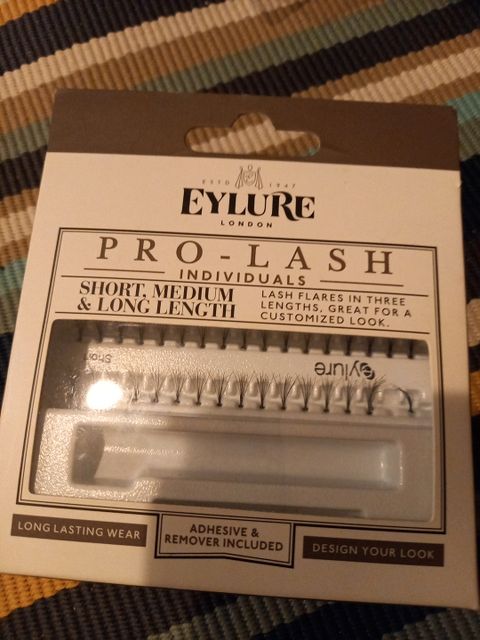 ESTD 1947
EYLURE
LONDON
PRO-LASH
INDIVIDUALS
SHORT, MEDIUM
& LONG LENGTH
LASH FLARES IN THREE
LENGTHS, GREAT FOR A
CUSTOMIZED LOOK.
eylure
LONG LASTING WEAR
ADHESIVE &
REMOVER INCLUDED
DESIGN YOUR LOOK